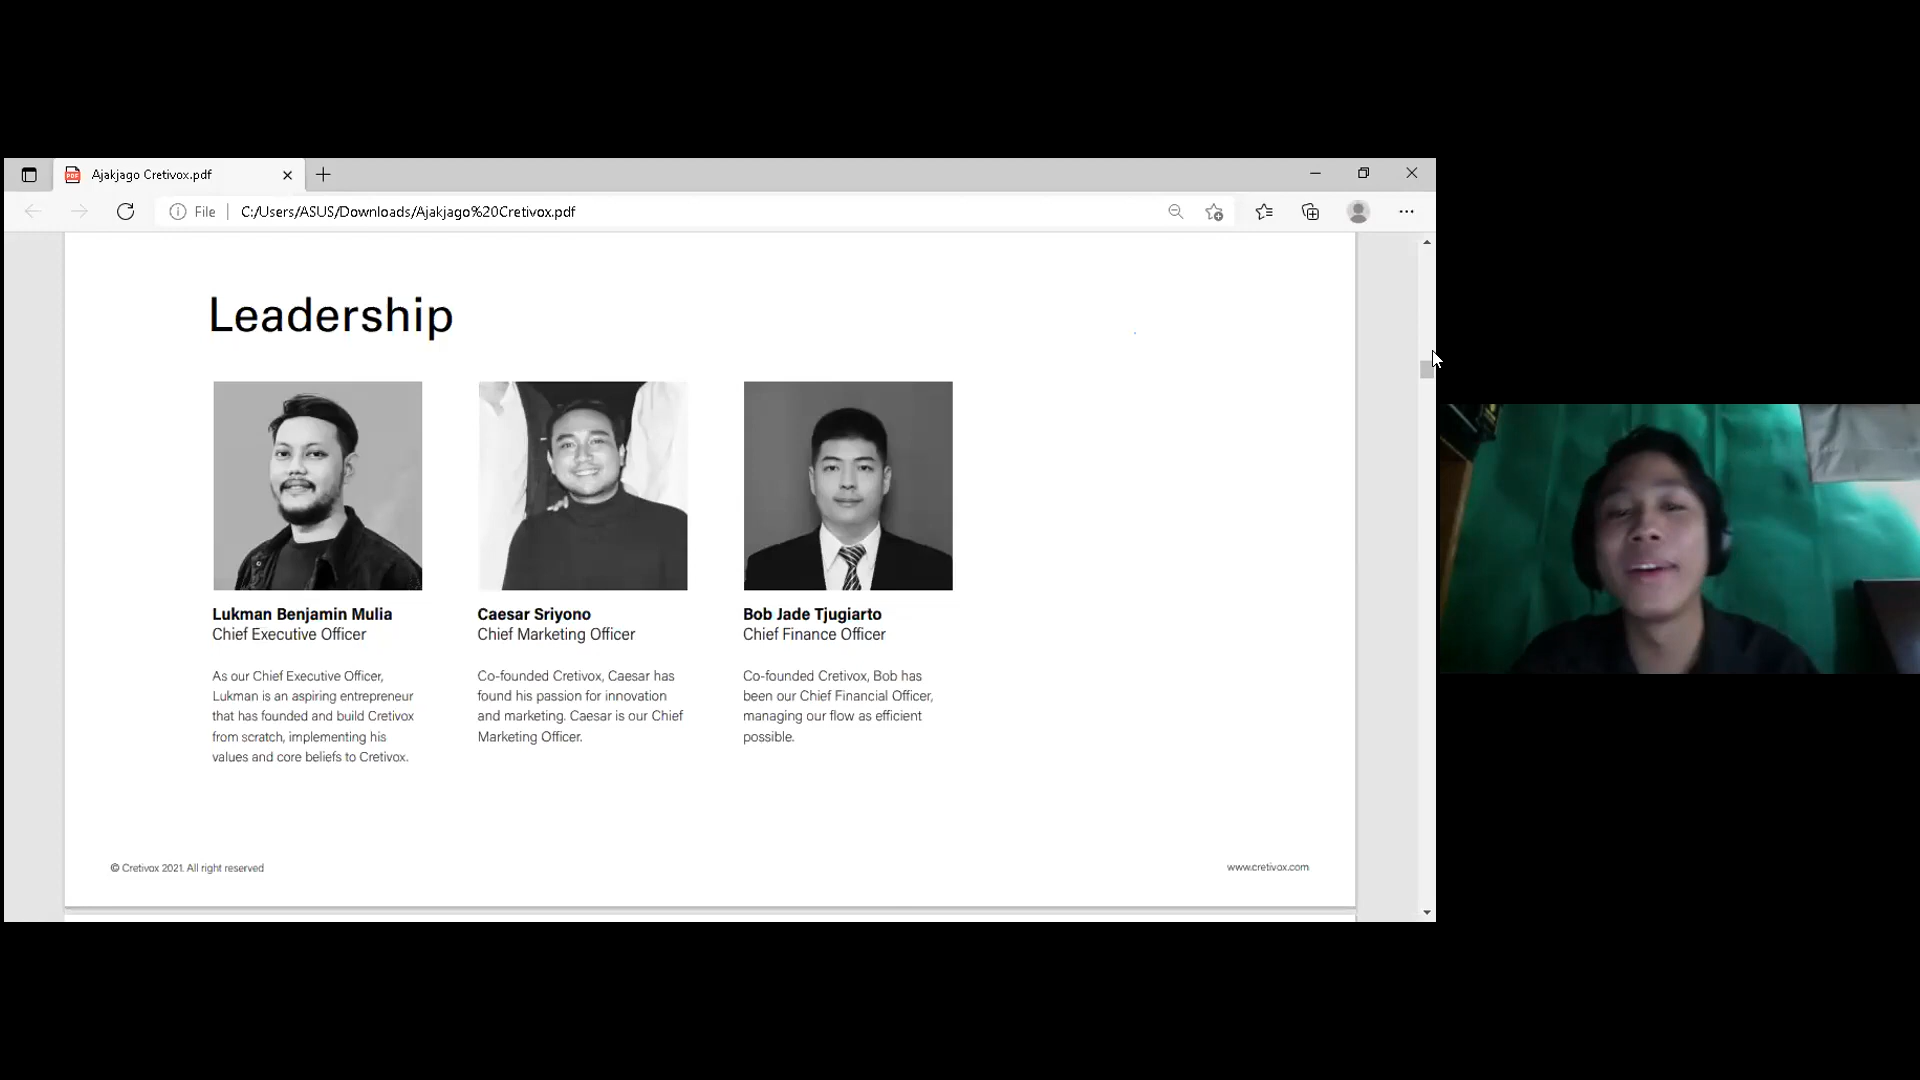 Ajakjago Cretivox.pdf
File
C:/Users/ASUS/Downloads/Ajakjago%20Cretivox.pdf
Leadership
Lukman Benjamin Mulia
Chief Executive Officer
As our Chief Executive Officer,
Lukman is an aspiring entrepreneur
that has founded and build Cretivox
from scratch, implementing his
values and core beliefs to Cretivox.
Caesar Sriyono
Chief Marketing Officer
Co-founded Cretivox, Caesar has
found his passion for innovation
and marketing. Caesar is our Chief
Marketing Officer.
Bob Jade Tjugiarto
Chief Finance Officer
Co-founded Cretivox, Bob has
been our Chief Financial Officer,
managing our flow as efficient
possible.
© Cretivox 2021. All right reserved
www.cretivox.com